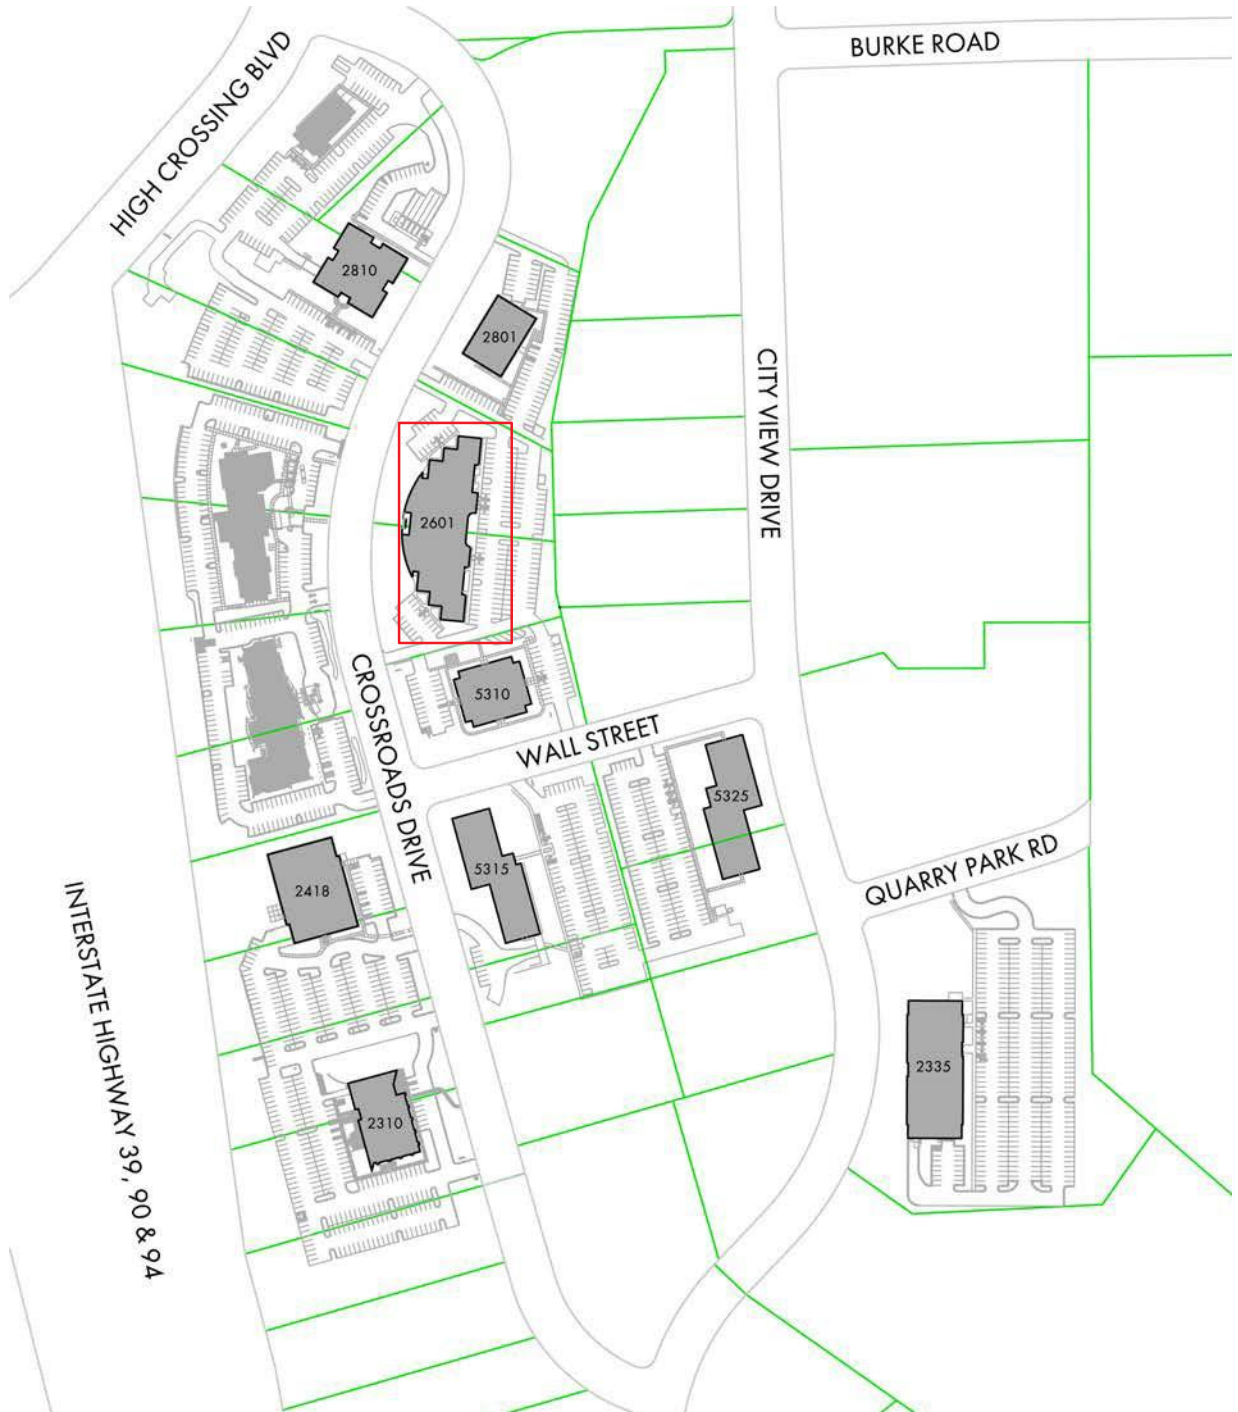 BURKE ROAD
HIGH CROSSING BLVD
2810
2801
CITY VIEW DRIVE
2601
CROSSROADS DRIVE
5310
WALL STREET
5325
5315
2418
QUARRY PARK RD
INTERSTATE HIGHWAY 39, 90 & 94
2335
2310